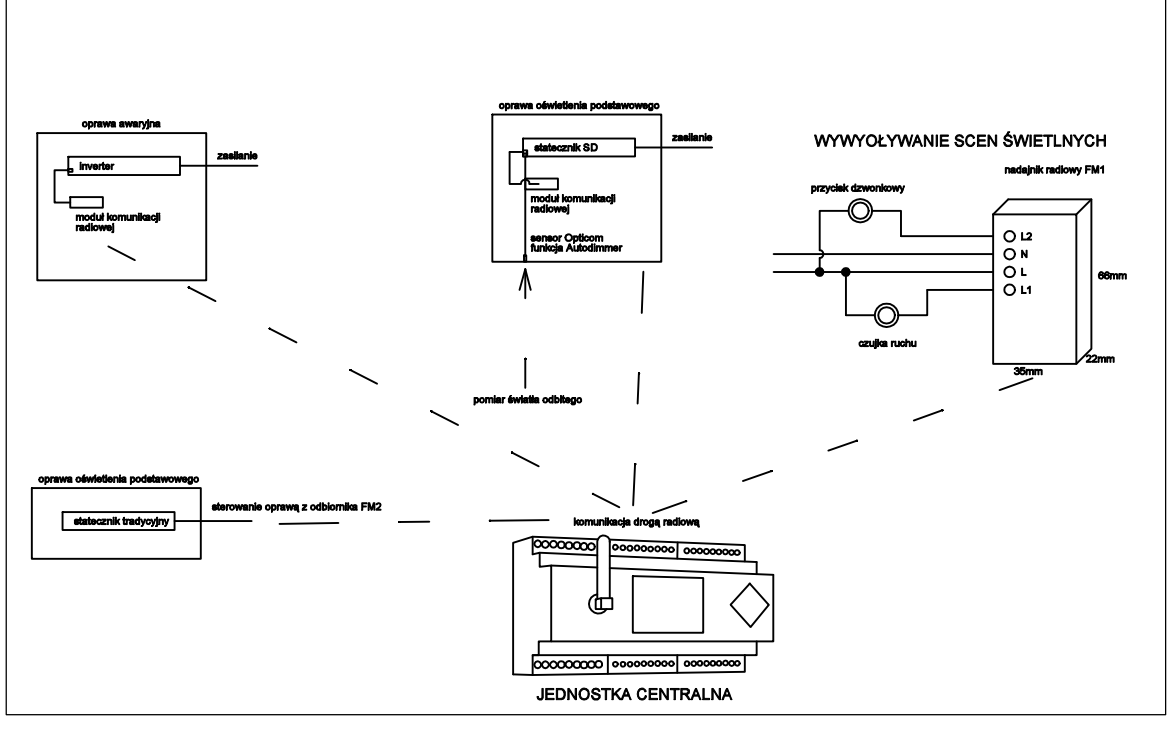 oprawa oświetlenia podstawowego
oprawa awaryjna
statecznik SD
zasilanie
inverter
zasilanie
moduł komunikacji
radiowej
moduł komunikacji
radiowej
sensor Opticom
funkcja Autodimmer
WYWYOŁYWANIE SCEN ŚWIETLNYCH
nadajnik radiowy FM1
przycisk dzwonkowy
L2
N
L
L1
66mm
czujka ruchu
22mm
35mm
pomiar światła odbitego
oprawa oświetlenia podstawowego
statecznik tradycyjny
sterowanie oprawą z odbiornika FM2
komunikacja drogą radiową
JEDNOSTKA CENTRALNA